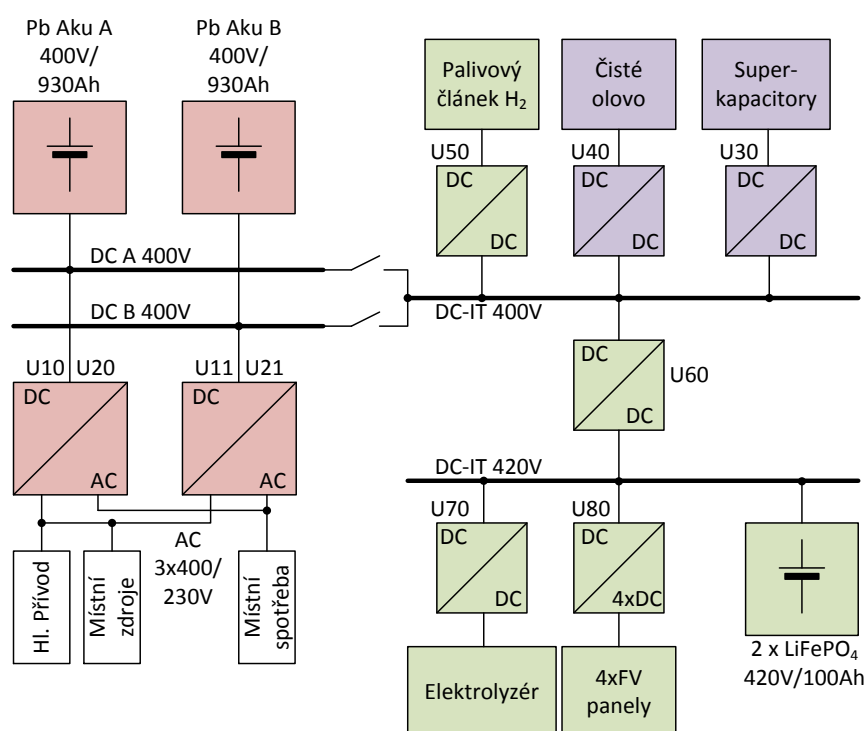 Pb Aku A
400V/
930Ah
Pb Aku B
400V/
930Ah
Palivový
článek H₂
Čisté
olovo
Super-
kapacitory
U50
U40
U30
DC
DC
DC
DC
DC
DC
DC A 400V
DC B 400V
DC-IT 400V
U10
U20
U11
U21
DC
AC
DC
AC
DC
DC
U60
DC-IT 420V
U70
U80
DC
DC
DC
4xDC
Hl. Přívod
Místní
zdroje
AC
3x400/
230V
Místní
spotřeba
Elektrolyzér
4xFV
panely
2 x LiFePO₄
420V/100Ah